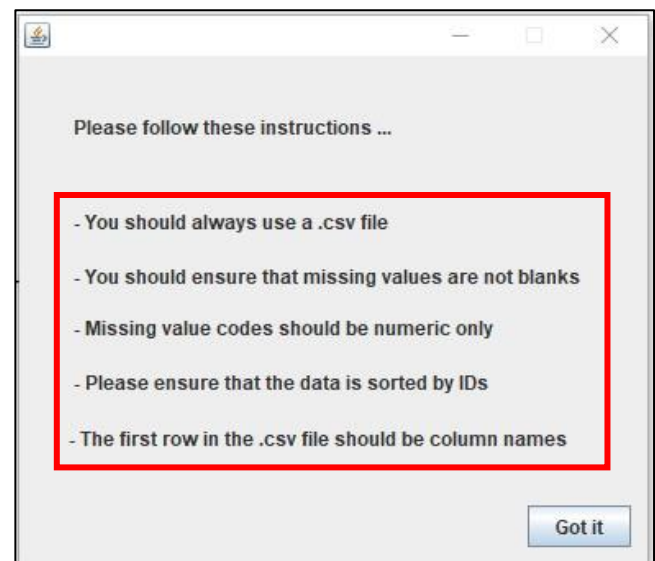 Please follow these instructions ...
- You should always use a .csv file
- You should ensure that missing values are not blanks
- Missing value codes should be numeric only
- Please ensure that the data is sorted by IDs
- The first row in the .csv file should be column names
Got it